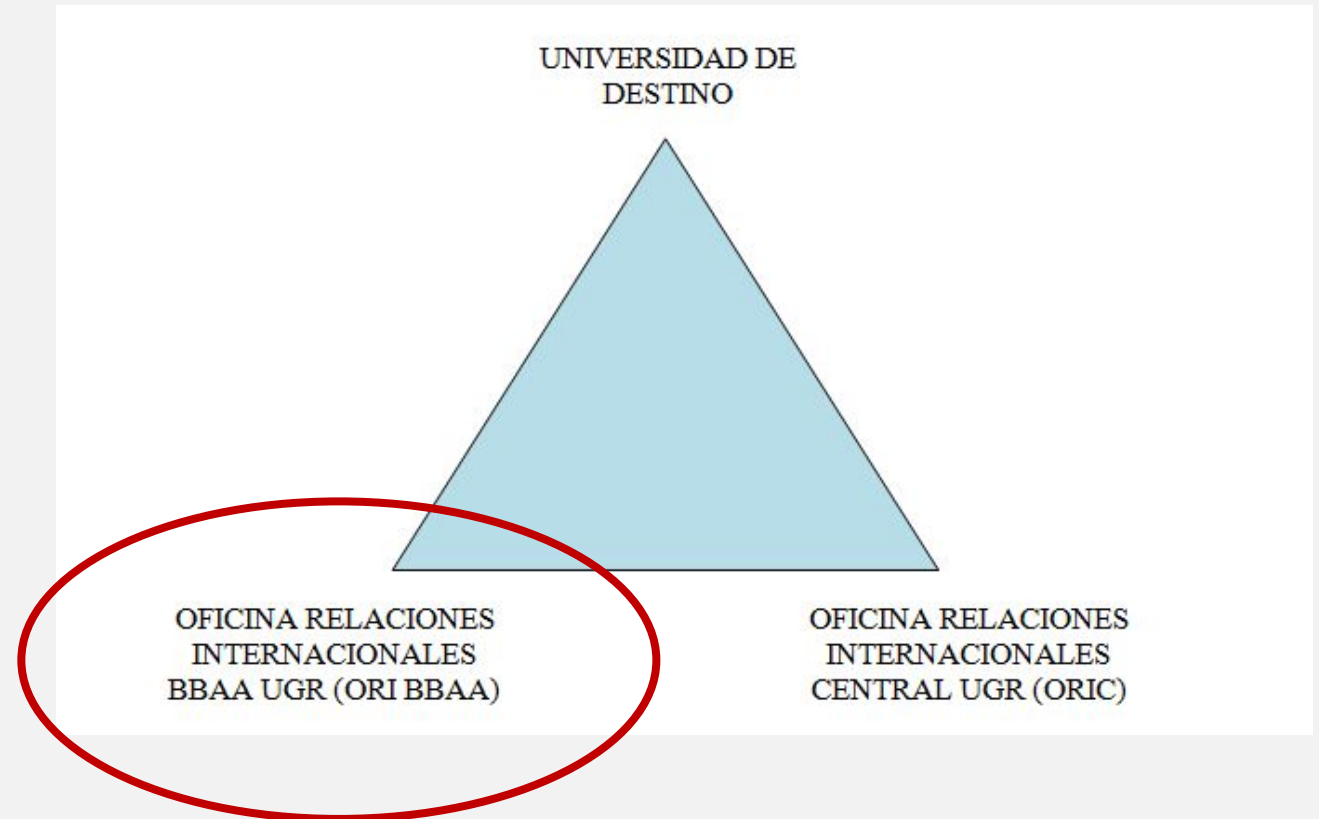 UNIVERSIDAD DE
DESTINO
OFICINA RELACIONES
INTERNACIONALES
BBAA UGR (ORI BBAA)
OFICINA RELACIONES
INTERNACIONALES
CENTRAL UGR (ORIC)